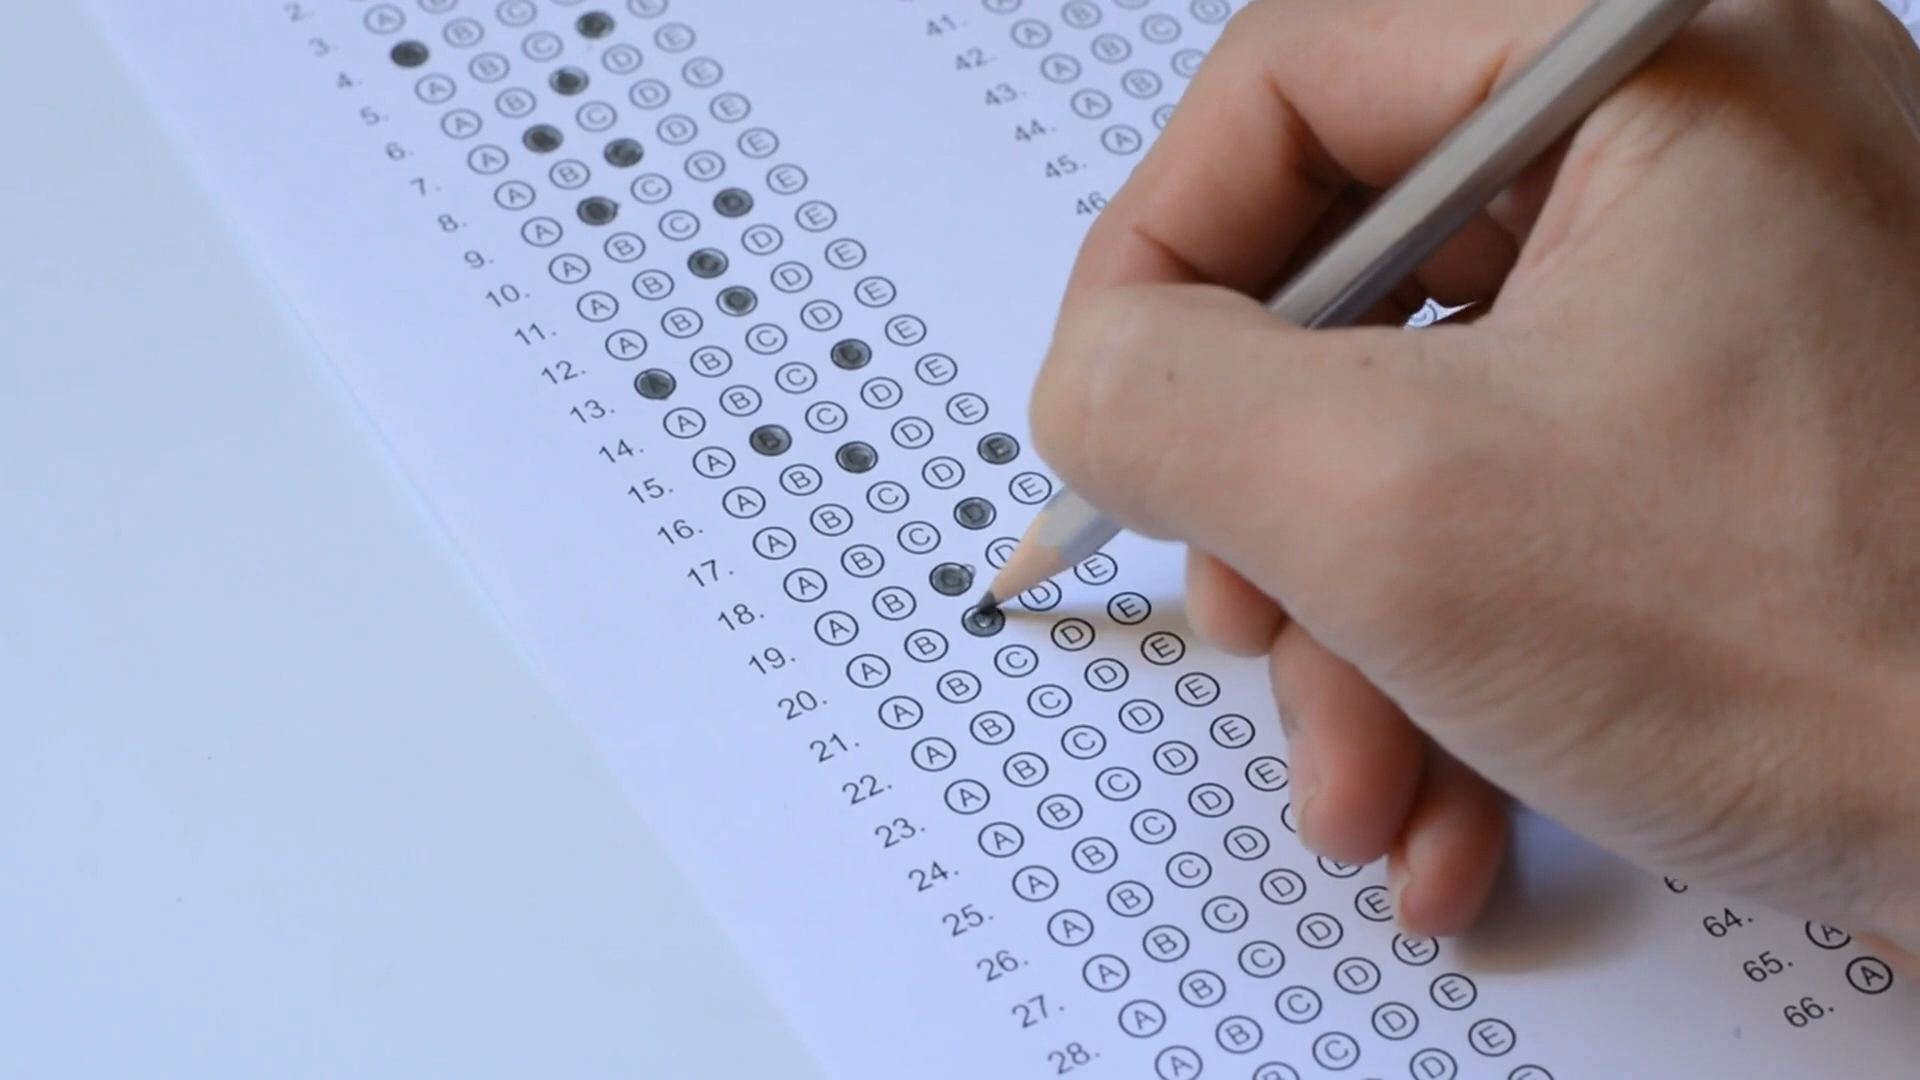 2.
3. A
4. B C
5. A B C E
6. A B D E
7. A C D E
8. A B C D E
9. A C D E
10. A B C D E
11. A B C D E
12. A B C D E
13. A B C D E
14. A B C D E
15. A B C D E
16. A B C D E
17. A B C D E
18. A B C D E
19. A B C D
20. A B C D E
21. A B C D E
22. A B C D E
23. A B C D E
24. A B C D E
25. A B C D E
26. A B C D
27. A B C D E
28. A B C D E
A B C D E
B C D E
D E
41.
42. A B
43. A B C D
44. A B C
45. A
46
64.
65. A
66. A